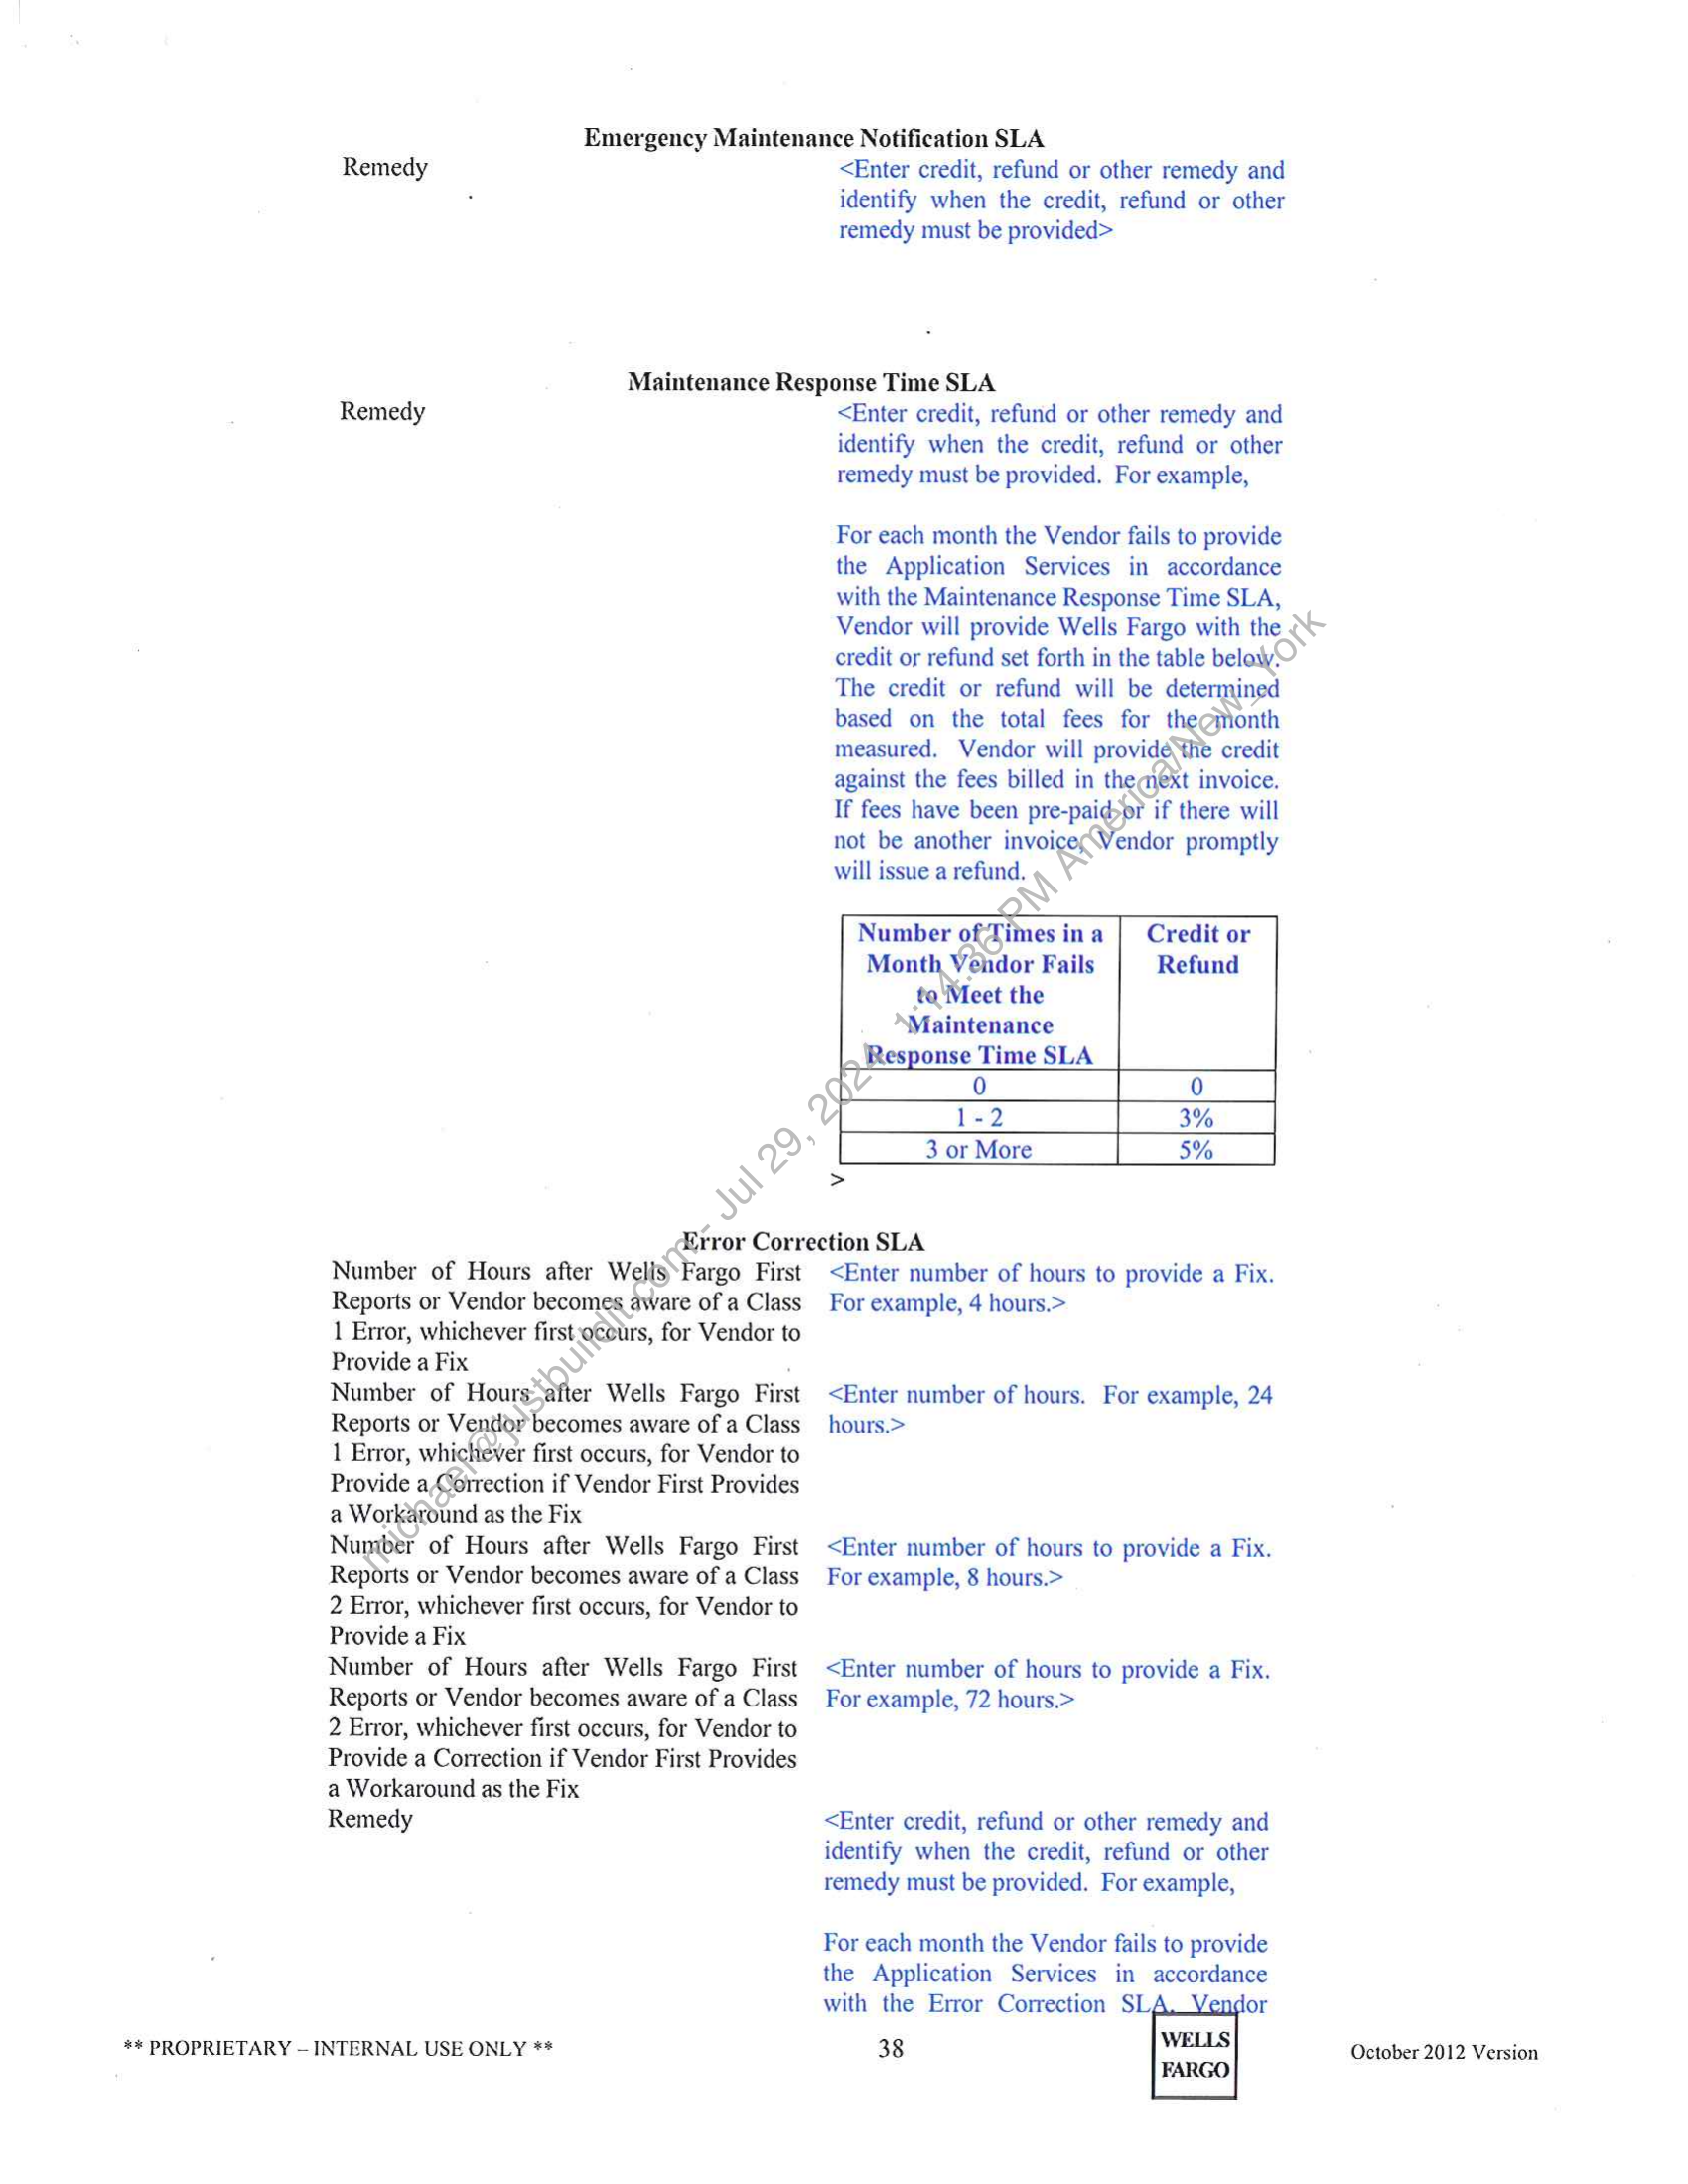 Emergency Maintenance Notification SLA
Remedy
<Enter credit, refund or other remedy and
identify when the credit, refund or other
remedy must be provided>
Maintenance Response Time SLA
Remedy
<Enter credit, refund or other remedy and
identify when the credit, refund or other
remedy must be provided. For example,
For each month the Vendor fails to provide
the Application Services in accordance
with the Maintenance Response Time SLA,
Vendor will provide Wells Fargo with the
credit or refund set forth in the table below.
The credit or refund will be determined
based on the total fees for the month
measured. Vendor will provide the credit
against the fees billed in the next invoice.
If fees have been pre-paid or if there will
not be another invoice, Vendor promptly
will issue a refund.
Number of Times in a
Month Vendor Fails
to Meet the
Maintenance
Response Time SLA
Credit or
Refund
0 0
1 - 2 3%
3 or More 5%
>
Error Correction SLA
Number of Hours after Wells Fargo First
Reports or Vendor becomes aware of a Class
1 Error, whichever first occurs, for Vendor to
Provide a Fix
<Enter number of hours to provide a Fix.
For example, 4 hours.>
Number of Hours after Wells Fargo First
Reports or Vendor becomes aware of a Class
1 Error, whichever first occurs, for Vendor to
Provide a Correction if Vendor First Provides
a Workaround as the Fix
<Enter number of hours. For example, 24
hours.>
Number of Hours after Wells Fargo First
Reports or Vendor becomes aware of a Class
2 Error, whichever first occurs, for Vendor to
Provide a Fix
<Enter number of hours to provide a Fix.
For example, 8 hours.>
Number of Hours after Wells Fargo First
Reports or Vendor becomes aware of a Class
2 Error, whichever first occurs, for Vendor to
Provide a Correction if Vendor First Provides
a Workaround as the Fix
<Enter number of hours to provide a Fix.
For example, 72 hours.>
Remedy
<Enter credit, refund or other remedy and
identify when the credit, refund or other
remedy must be provided. For example,
For each month the Vendor fails to provide
the Application Services in accordance
with the Error Correction SLA, Vendor
** PROPRIETARY – INTERNAL USE ONLY **
38
WELLS
FARGO
October 2012 Version
michael@justbuildit.com - Jul 29, 2024, 1:14:36 PM America/New_York